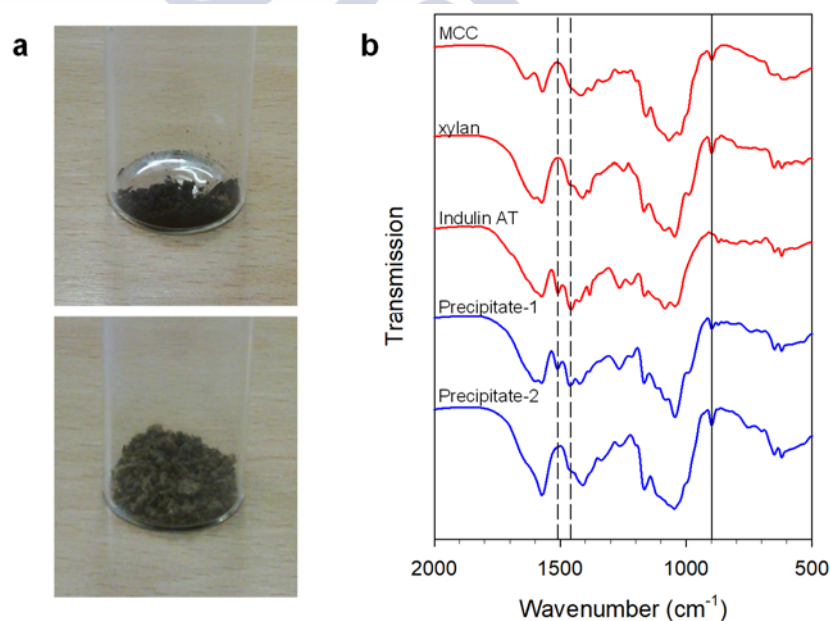 a
b
MCC
xylan
Indulin AT
Precipitate-1
Precipitate-2
Transmission
2000 1500 1000 500
Wavenumber (cm⁻¹)